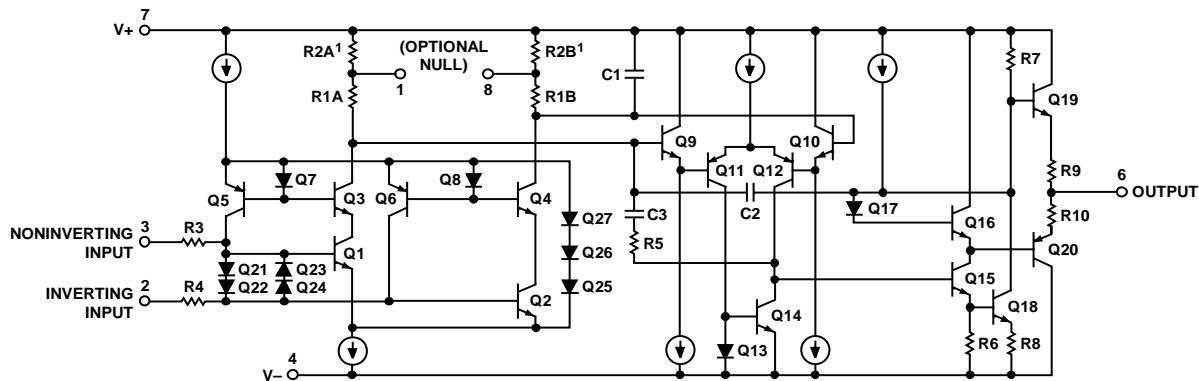 7
V+
R2A1
(OPTIONAL
NULL)
R2B1
1
8
R1A
R1B
C1
R7
Q19
Q9
Q10
Q11
Q12
Q7
Q8
Q5
Q3
Q6
Q4
Q27
Q26
Q25
C3
C2
R5
Q17
Q16
R9
6
OUTPUT
R10
Q20
3
NONINVERTING
INPUT
R3
Q1
Q21
Q22
Q23
Q24
2
INVERTING
INPUT
R4
Q2
Q15
Q18
Q14
Q13
R6
R8
4
V–